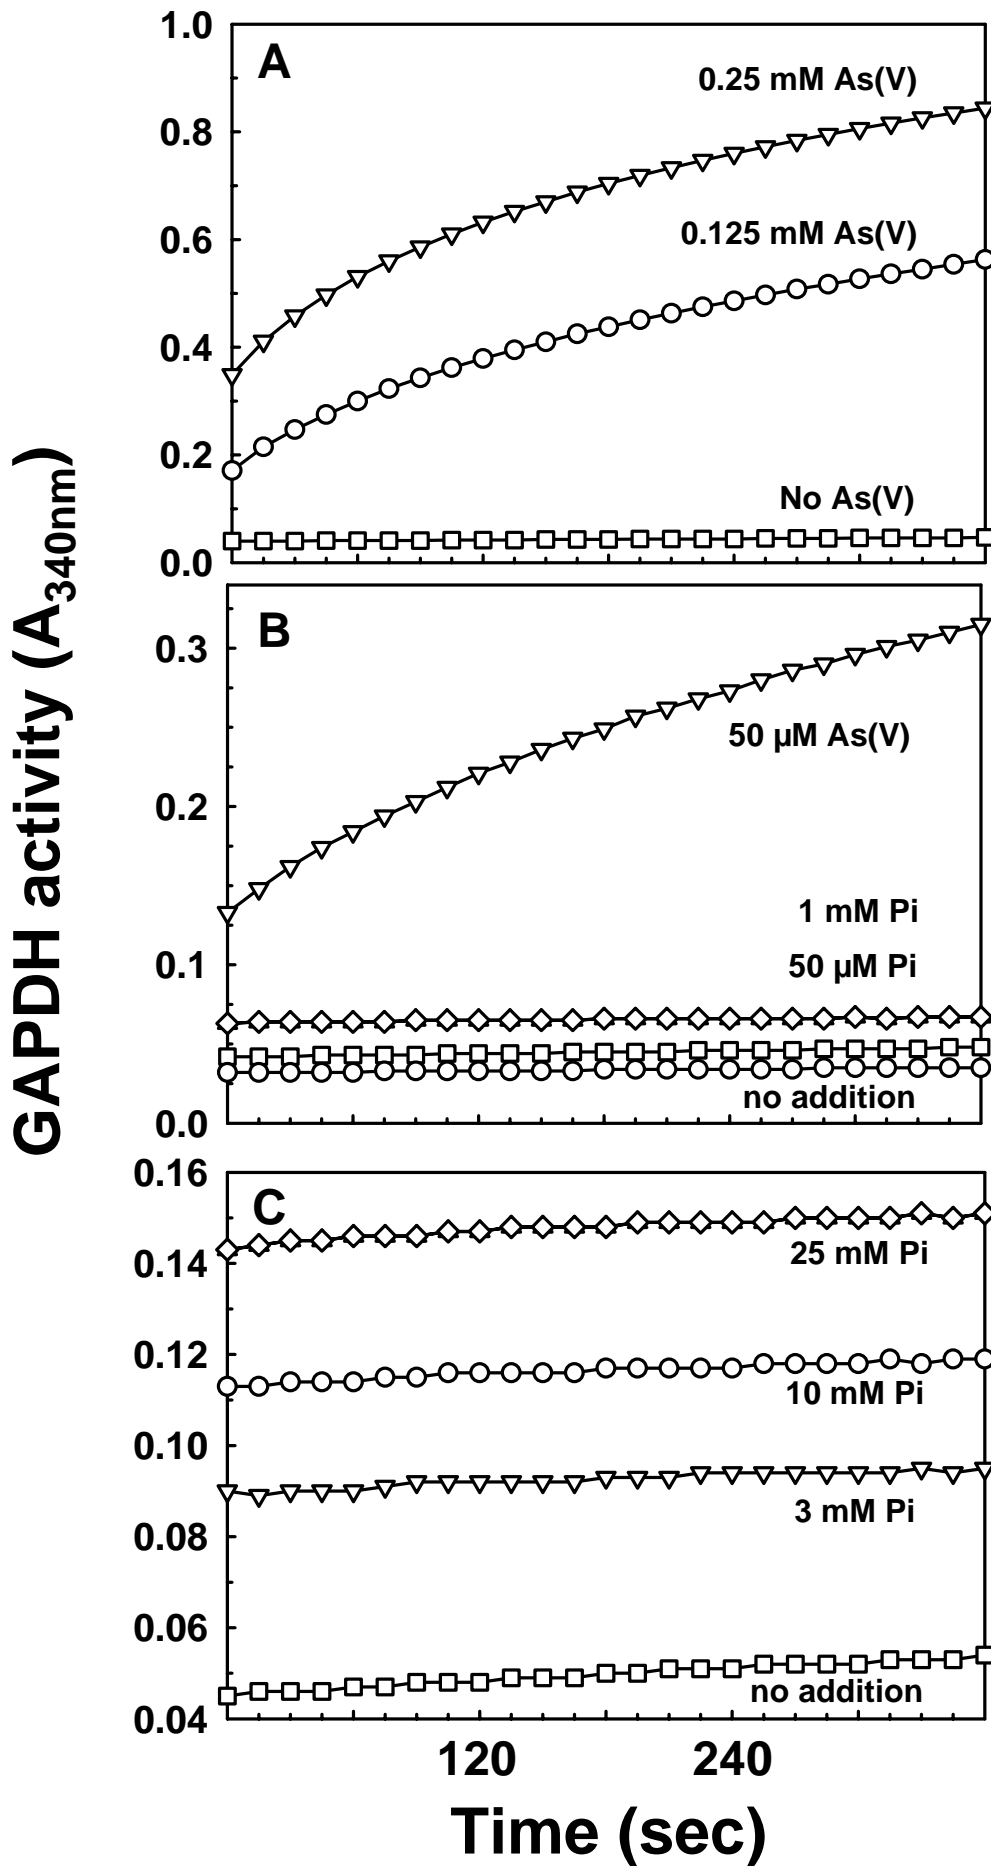 GAPDH activity (A340nm)
1.0
A
0.25 mM As(V)
0.8
0.6
0.125 mM As(V)
0.4
0.2
No As(V)
0.0
B
0.3
50 µM As(V)
0.2
1 mM Pi
0.1
50 µM Pi
no addition
0.0
0.16
C
25 mM Pi
0.14
0.12
10 mM Pi
0.10
3 mM Pi
0.08
0.06
no addition
0.04
120 240
Time (sec)